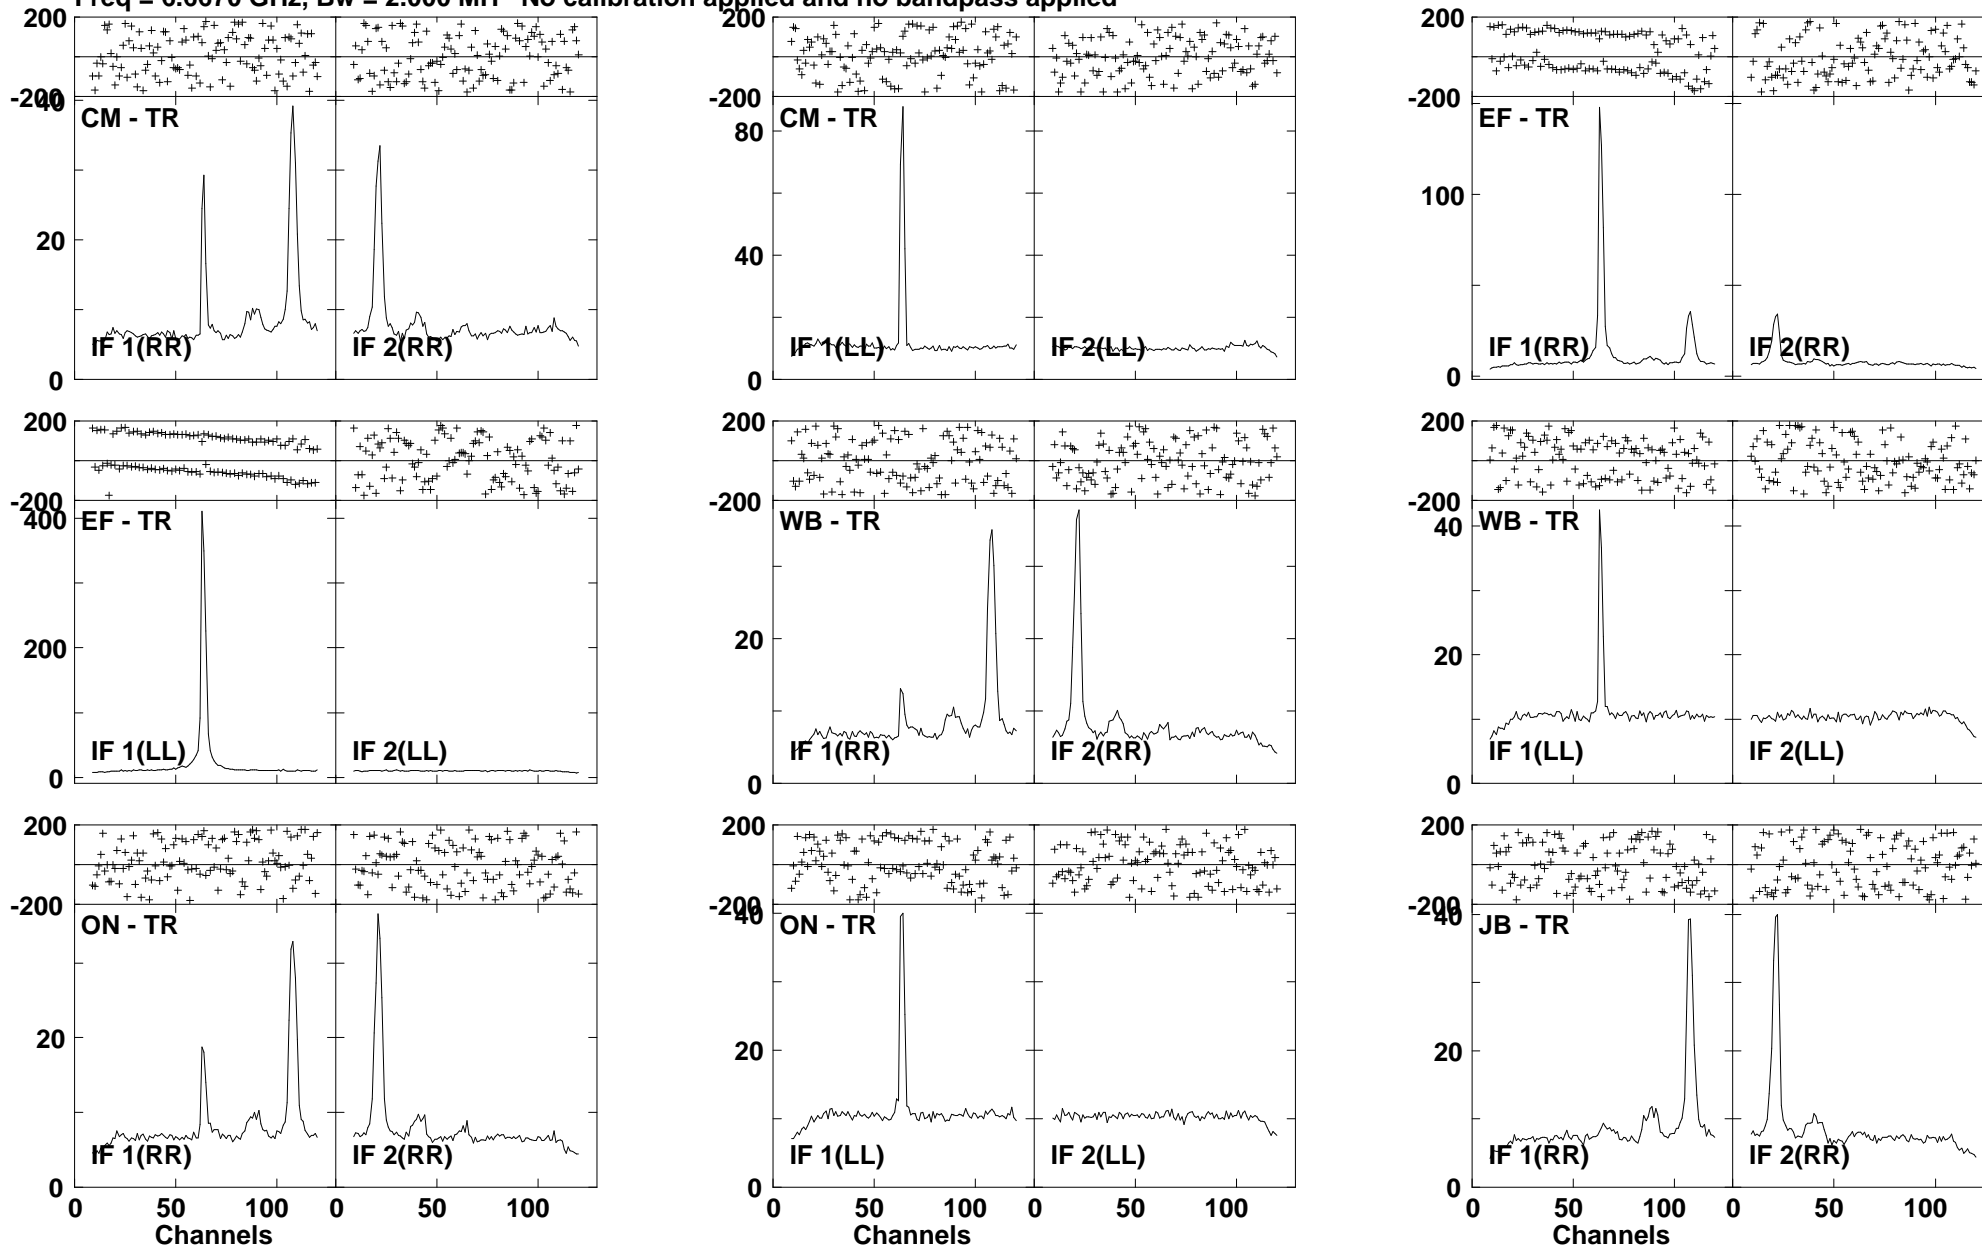 Freq = 6.6670 GHz, Bw = 2.000 MH No calibration applied and no bandpass applied
200 200 200
-200 -200 -200
40
CM - TR CM - TR EF - TR
80
100
20 40
IF 1(RR) IF 2(RR) IF 1(LL) IF 2(LL) IF 1(RR) IF 2(RR)
0 0 0
200 200 200
-200 -200 -200
400 40
EF - TR WB - TR WB - TR
200 20 20
IF 1(LL) IF 2(LL) IF 1(RR) IF 2(RR) IF 1(LL) IF 2(LL)
0 0 0
200 200 200
-200 -200 -200
40 40
ON - TR ON - TR JB - TR
20 20 20
IF 1(RR) IF 2(RR) IF 1(LL) IF 2(LL) IF 1(RR) IF 2(RR)
0 0 0
0 50 100 0 50 100 0 50 100 0 50 100 0 50 100 0 50 100
Channels Channels Channels